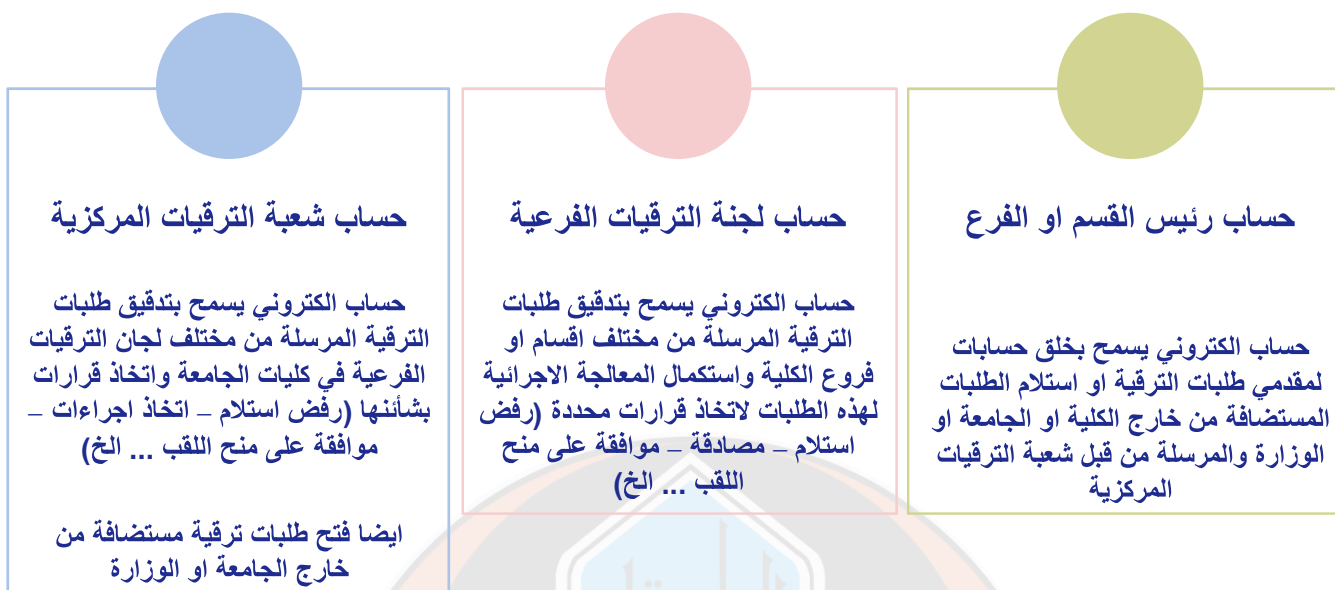 حساب رئيس القسم او الفرع
حساب الكتروني يسمح بخلق حسابات
لمقدمي طلبات الترقية او استلام الطلبات
المستضافة من خارج الكلية او الجامعة او
الوزارة والمرسلة من قبل شعبة الترقيات
المركزية
حساب لجنة الترقيات الفرعية
حساب الكتروني يسمح بتدقيق طلبات
الترقية المرسلة من مختلف اقسام او
فروع الكلية واستكمال المعالجة الاجرائية
لهذه الطلبات لاتخاذ قرارات محددة (رفض
استلام – مصادقة – موافقة على منح
اللقب ... الخ)
حساب شعبة الترقيات المركزية
حساب الكتروني يسمح بتدقيق طلبات
الترقية المرسلة من مختلف لجان الترقيات
الفرعية في كليات الجامعة واتخاذ قرارات
بشأننها (رفض استلام – اتخاذ اجراءات –
موافقة على منح اللقب ... الخ)
ايضا فتح طلبات ترقية مستضافة من
خارج الجامعة او الوزارة